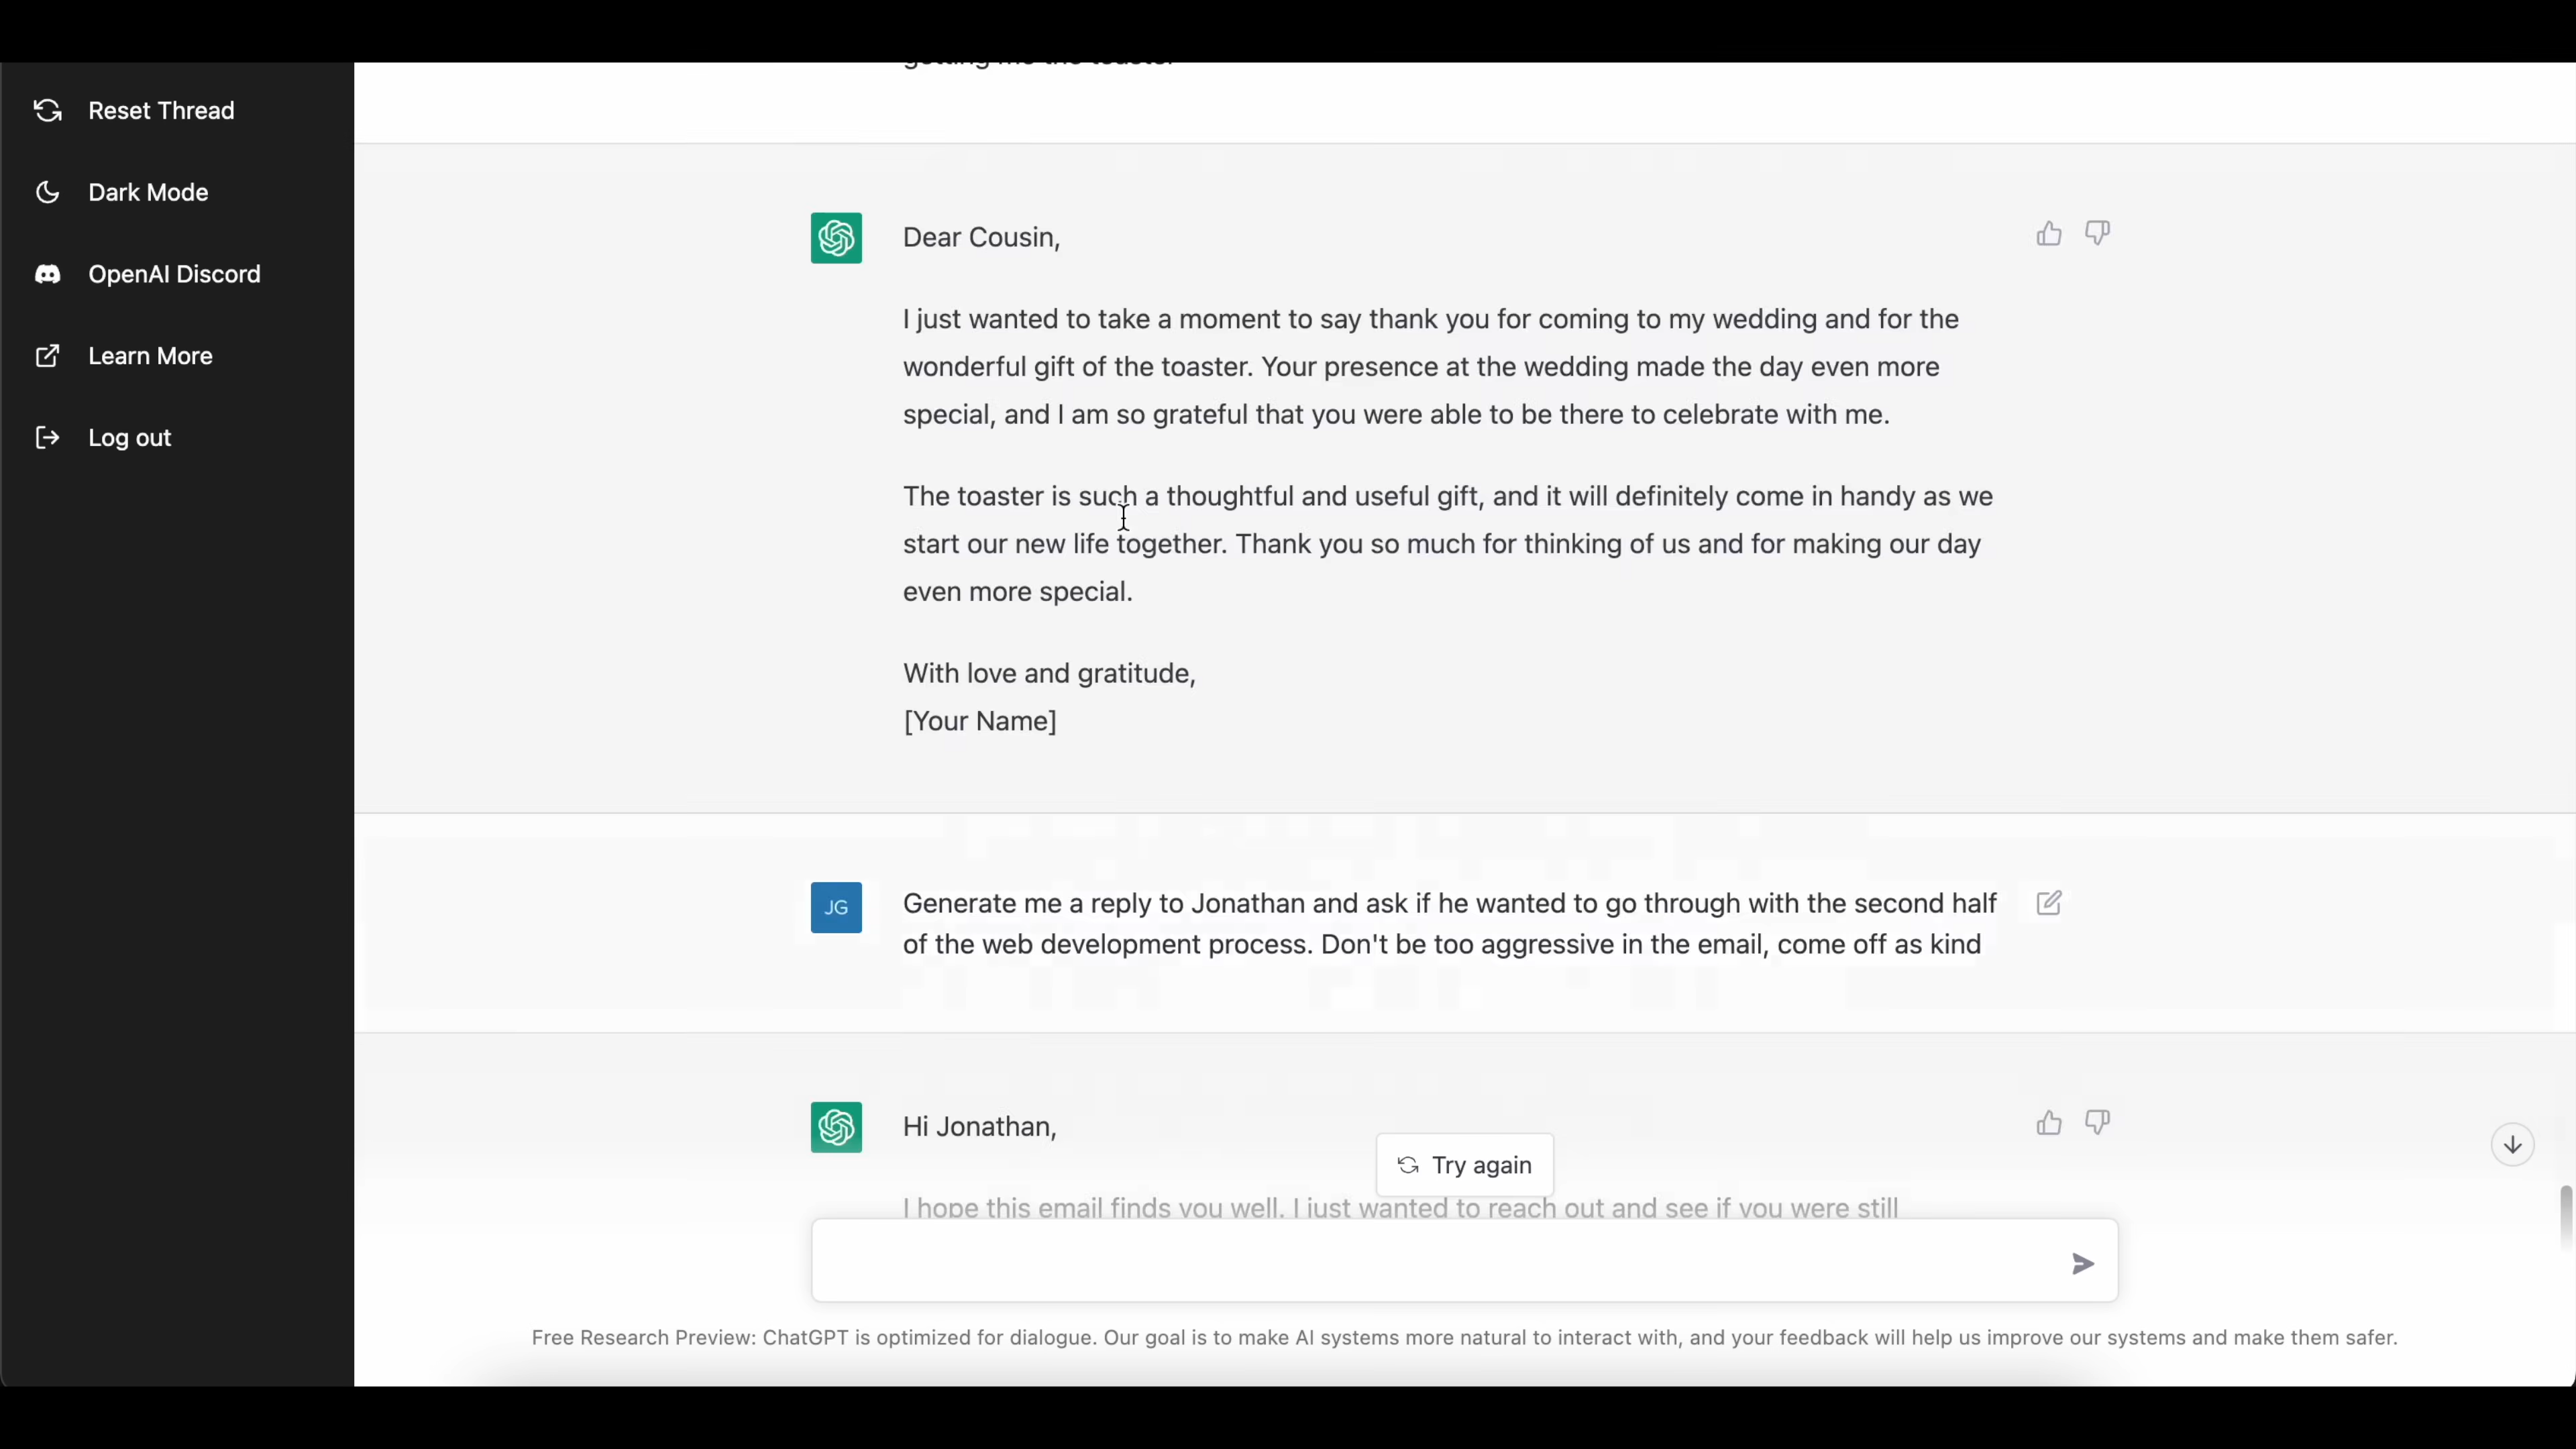 Reset Thread
Dark Mode
OpenAI Discord
Learn More
Log out
getting me the toaster
Dear Cousin,
I just wanted to take a moment to say thank you for coming to my wedding and for the
wonderful gift of the toaster. Your presence at the wedding made the day even more
special, and I am so grateful that you were able to be there to celebrate with me.
The toaster is such a thoughtful and useful gift, and it will definitely come in handy as we
start our new life together. Thank you so much for thinking of us and for making our day
even more special.
With love and gratitude,
[Your Name]
JG
Generate me a reply to Jonathan and ask if he wanted to go through with the second half
of the web development process. Don't be too aggressive in the email, come off as kind
Hi Jonathan,
Try again
I hope this email finds you well. I just wanted to reach out and see if you were still
Free Research Preview: ChatGPT is optimized for dialogue. Our goal is to make AI systems more natural to interact with, and your feedback will help us improve our systems and make them safer.